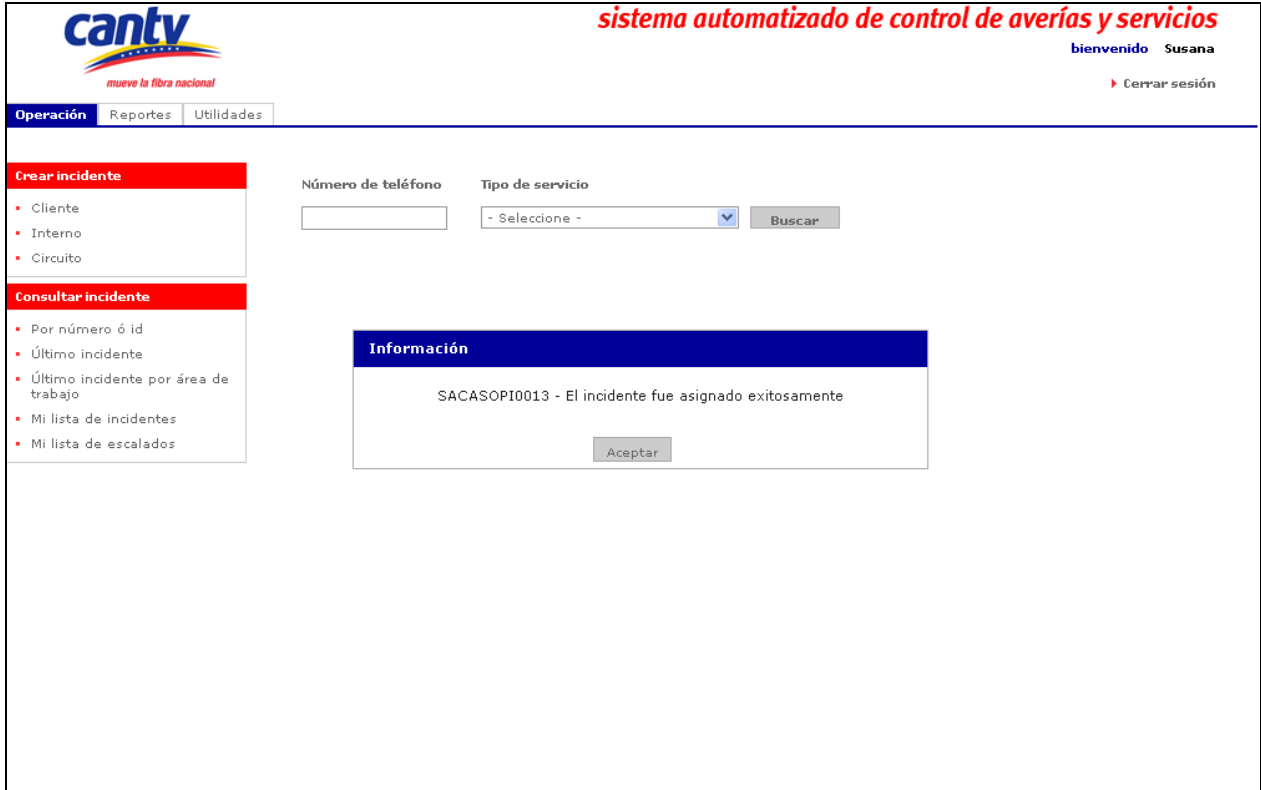 cantv
mueve la fibra nacional
sistema automatizado de control de averías y servicios
bienvenido Susana
Cerrar sesión
Operación Reportes Utilidades
Crear incidente
Cliente
Interno
Circuito
Consultar incidente
Por número ó id
Último incidente
Último incidente por área de
trabajo
Mi lista de incidentes
Mi lista de escalados
Número de teléfono Tipo de servicio
- Seleccione - Buscar
Información
SACASOPI0013 - El incidente fue asignado exitosamente
Aceptar